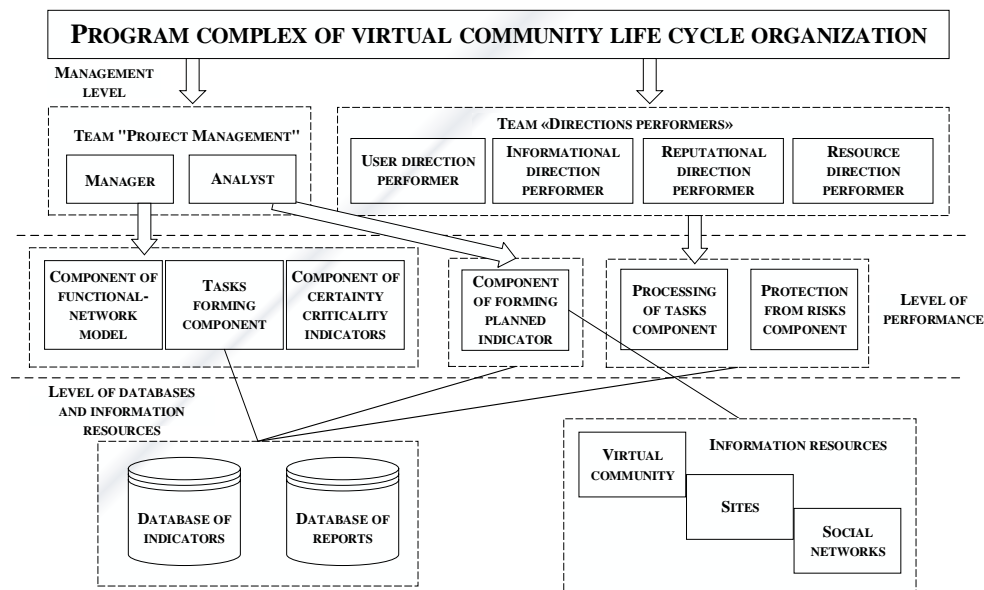 PROGRAM COMPLEX OF VIRTUAL COMMUNITY LIFE CYCLE ORGANIZATION
MANAGEMENT
LEVEL
TEAM "PROJECT MANAGEMENT"
MANAGER
ANALYST
TEAM «DIRECTIONS PERFORMERS»
USER DIRECTION
PERFORMER
INFORMATIONAL
DIRECTION
PERFORMER
REPUTATIONAL
DIRECTION
PERFORMER
RESOURCE
DIRECTION
PERFORMER
COMPONENT OF
FUNCTIONAL-
NETWORK
MODEL
TASKS
FORMING
COMPONENT
COMPONENT OF
CERTAINTY
CRITICALITY
INDICATORS
COMPONENT
OF FORMING
PLANNED
INDICATOR
PROCESSING
OF TASKS
COMPONENT
PROTECTION
FROM RISKS
COMPONENT
LEVEL OF
PERFORMANCE
LEVEL OF DATABASES
AND INFORMATION
RESOURCES
DATABASE OF
INDICATORS
DATABASE OF
REPORTS
INFORMATION RESOURCES
VIRTUAL
COMMUNITY
SITES
SOCIAL
NETWORKS